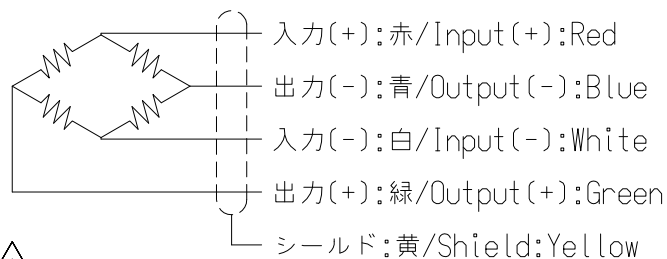 入力(+):赤/Input(+):Red
出力(-):青/Output(-):Blue
入力(-):白/Input(-):White
出力(+):緑/Output(+):Green
シールド:黄/Shield:Yellow